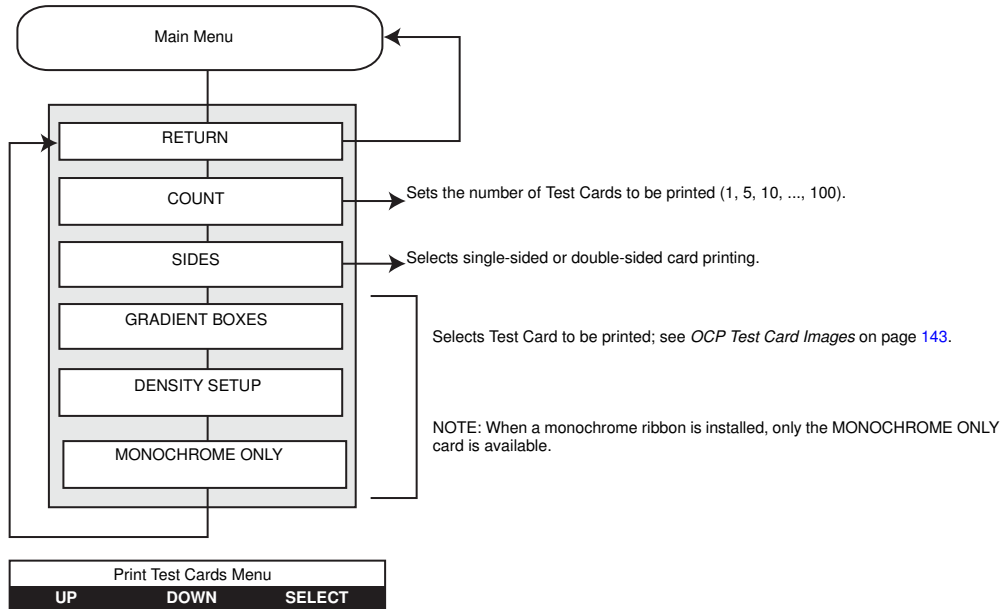 Main Menu
RETURN
COUNT
Sets the number of Test Cards to be printed (1, 5, 10, ..., 100).
SIDES
Selects single-sided or double-sided card printing.
GRADIENT BOXES
Selects Test Card to be printed; see OCP Test Card Images on page 143.
DENSITY SETUP
NOTE: When a monochrome ribbon is installed, only the MONOCHROME ONLY
card is available.
MONOCHROME ONLY
Print Test Cards Menu
UP DOWN SELECT